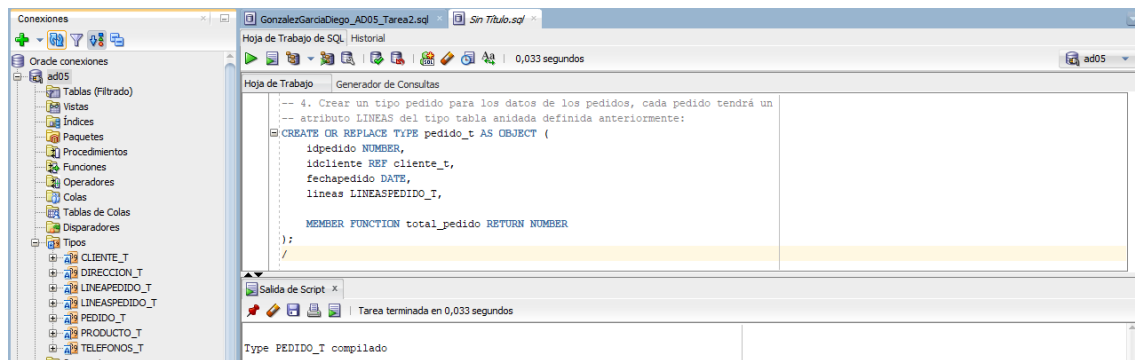 Conexiones
GonzalezGarciaDiego_AD05_Tarea2.sql
Sin Título.sql
Hoja de Trabajo de SQL Historial
0,033 segundos
ad05
Hoja de Trabajo Generador de Consultas
Oracle conexiones
ad05
Tablas (Filtrado)
Vistas
Índices
Paquetes
Procedimientos
Funciones
Operadores
Colas
Tablas de Colas
Disparadores
Tipos
CLIENTE_T
DIRECCION_T
LINEAPEDIDO_T
LINEASPEDIDO_T
PEDIDO_T
PRODUCTO_T
TELEFONOS_T
-- 4. Crear un tipo pedido para los datos de los pedidos, cada pedido tendrá un
-- atributo LINEAS del tipo tabla anidada definida anteriormente:
CREATE OR REPLACE TYPE pedido_t AS OBJECT (
idpedido NUMBER,
idcliente REF cliente_t,
fechapedido DATE,
lineas LINEASPEDIDO_T,
MEMBER FUNCTION total_pedido RETURN NUMBER
);
/
Salida de Script
Tarea terminada en 0,033 segundos
Type PEDIDO_T compilado